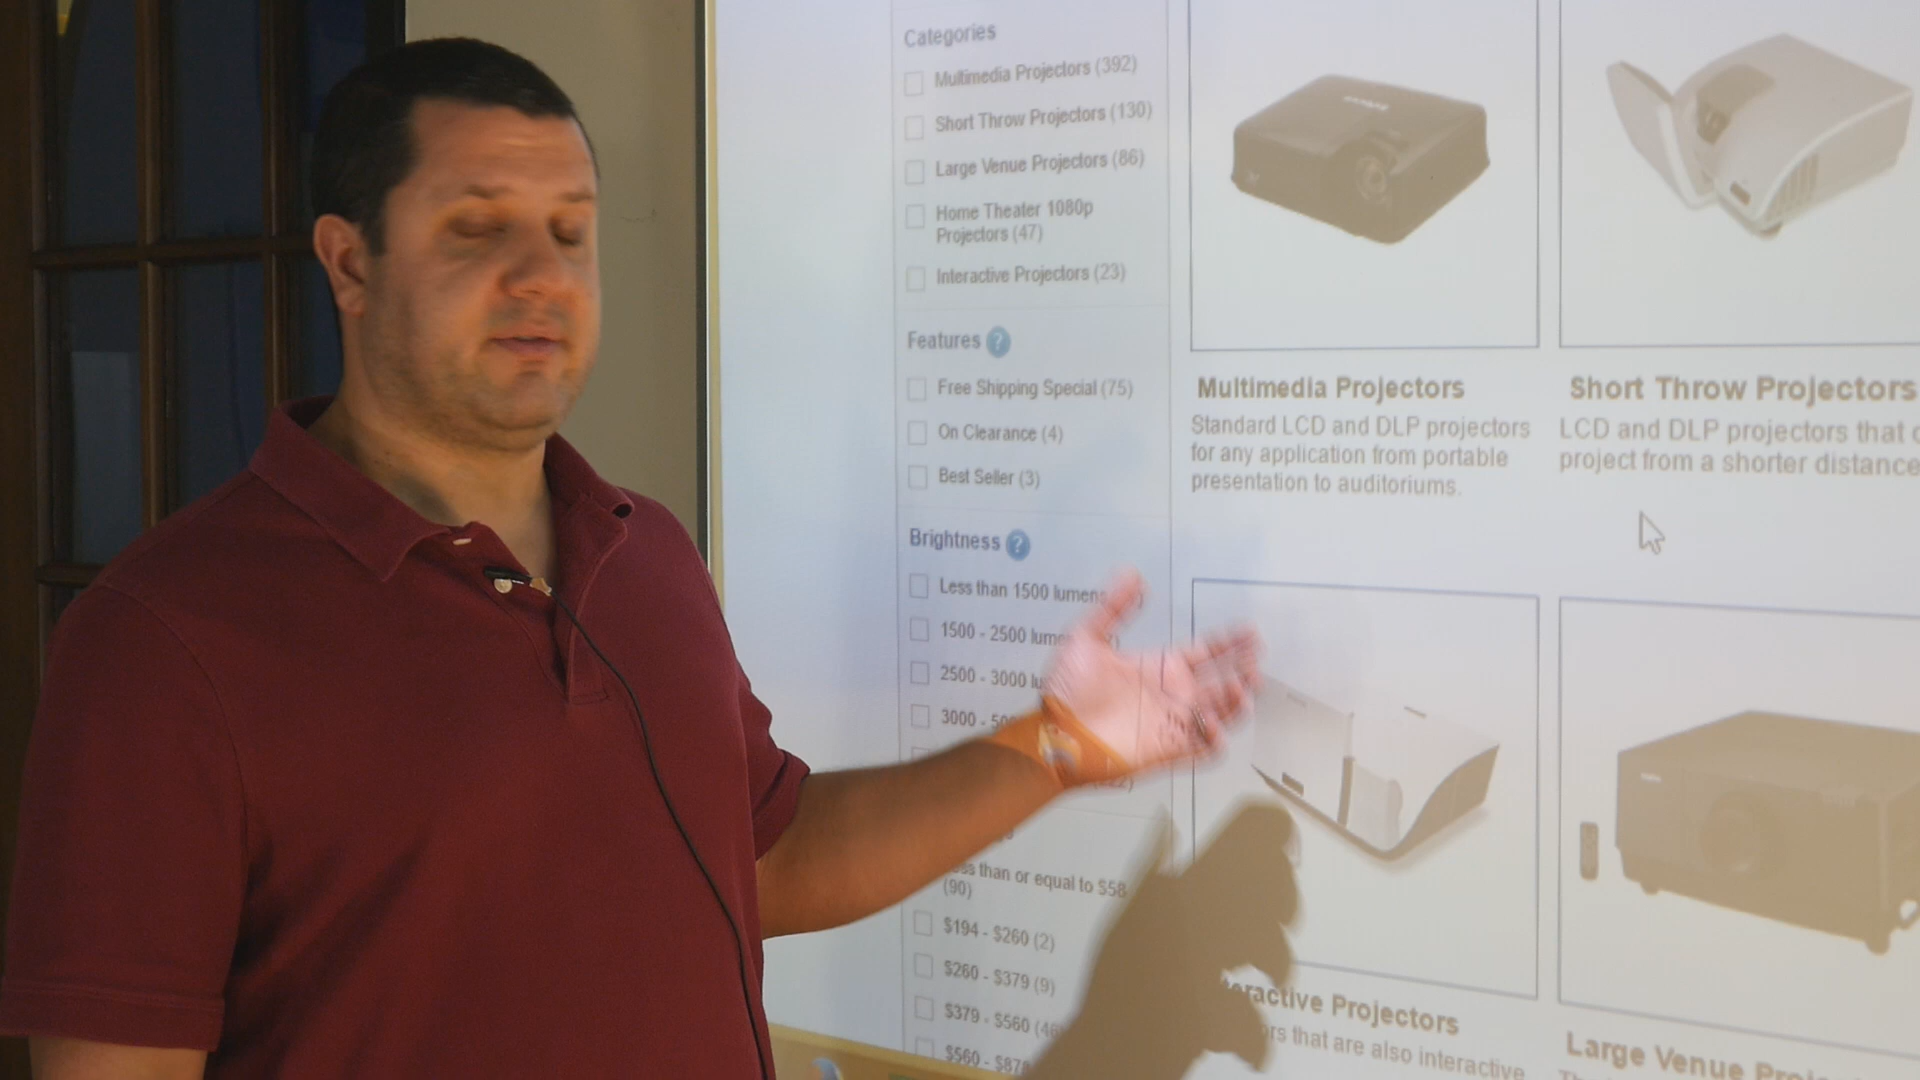 Categories
Multimedia Projectors (392)
Short Throw Projectors (130)
Large Venue Projectors (86)
Home Theater 1080p
Projectors (47)
Interactive Projectors (23)
Features ?
Free Shipping Special (75)
On Clearance (4)
Best Seller (3)
Brightness ?
Less than 1500 lumens
1500 - 2500
2500 - 3000
3000 -
than or equal to $58
(90)
$194 - $260 (2)
$260 - $379 (9)
$379 - $560
$560 -
Multimedia Projectors
Standard LCD and DLP projectors
for any application from portable
presentation to auditoriums.
Short Throw Projectors
LCD and DLP projectors that
project from a shorter distance
Projectors
that are also interactive
Large Venue